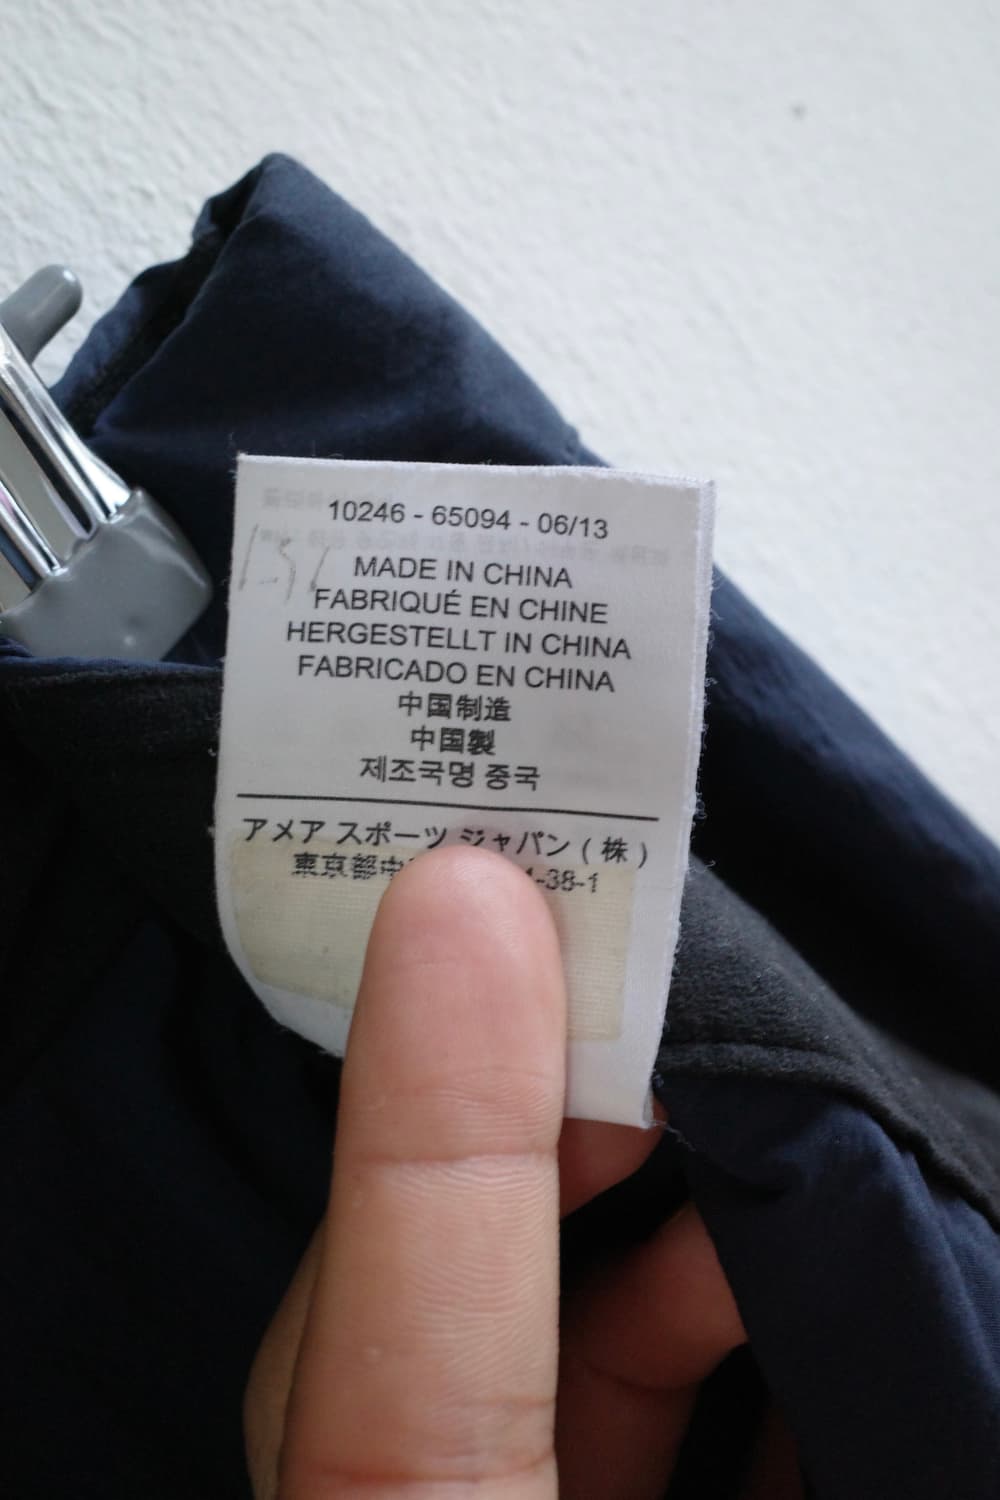 10246 - 65094 - 06/13
MADE IN CHINA
FABRIQUÉ EN CHINE
HERGESTELLT IN CHINA
FABRICADO EN CHINA
中国制造
中国製
제조국명 중국
アメア スポーツ ジャパン ( 株 )
東京都中 -38-1